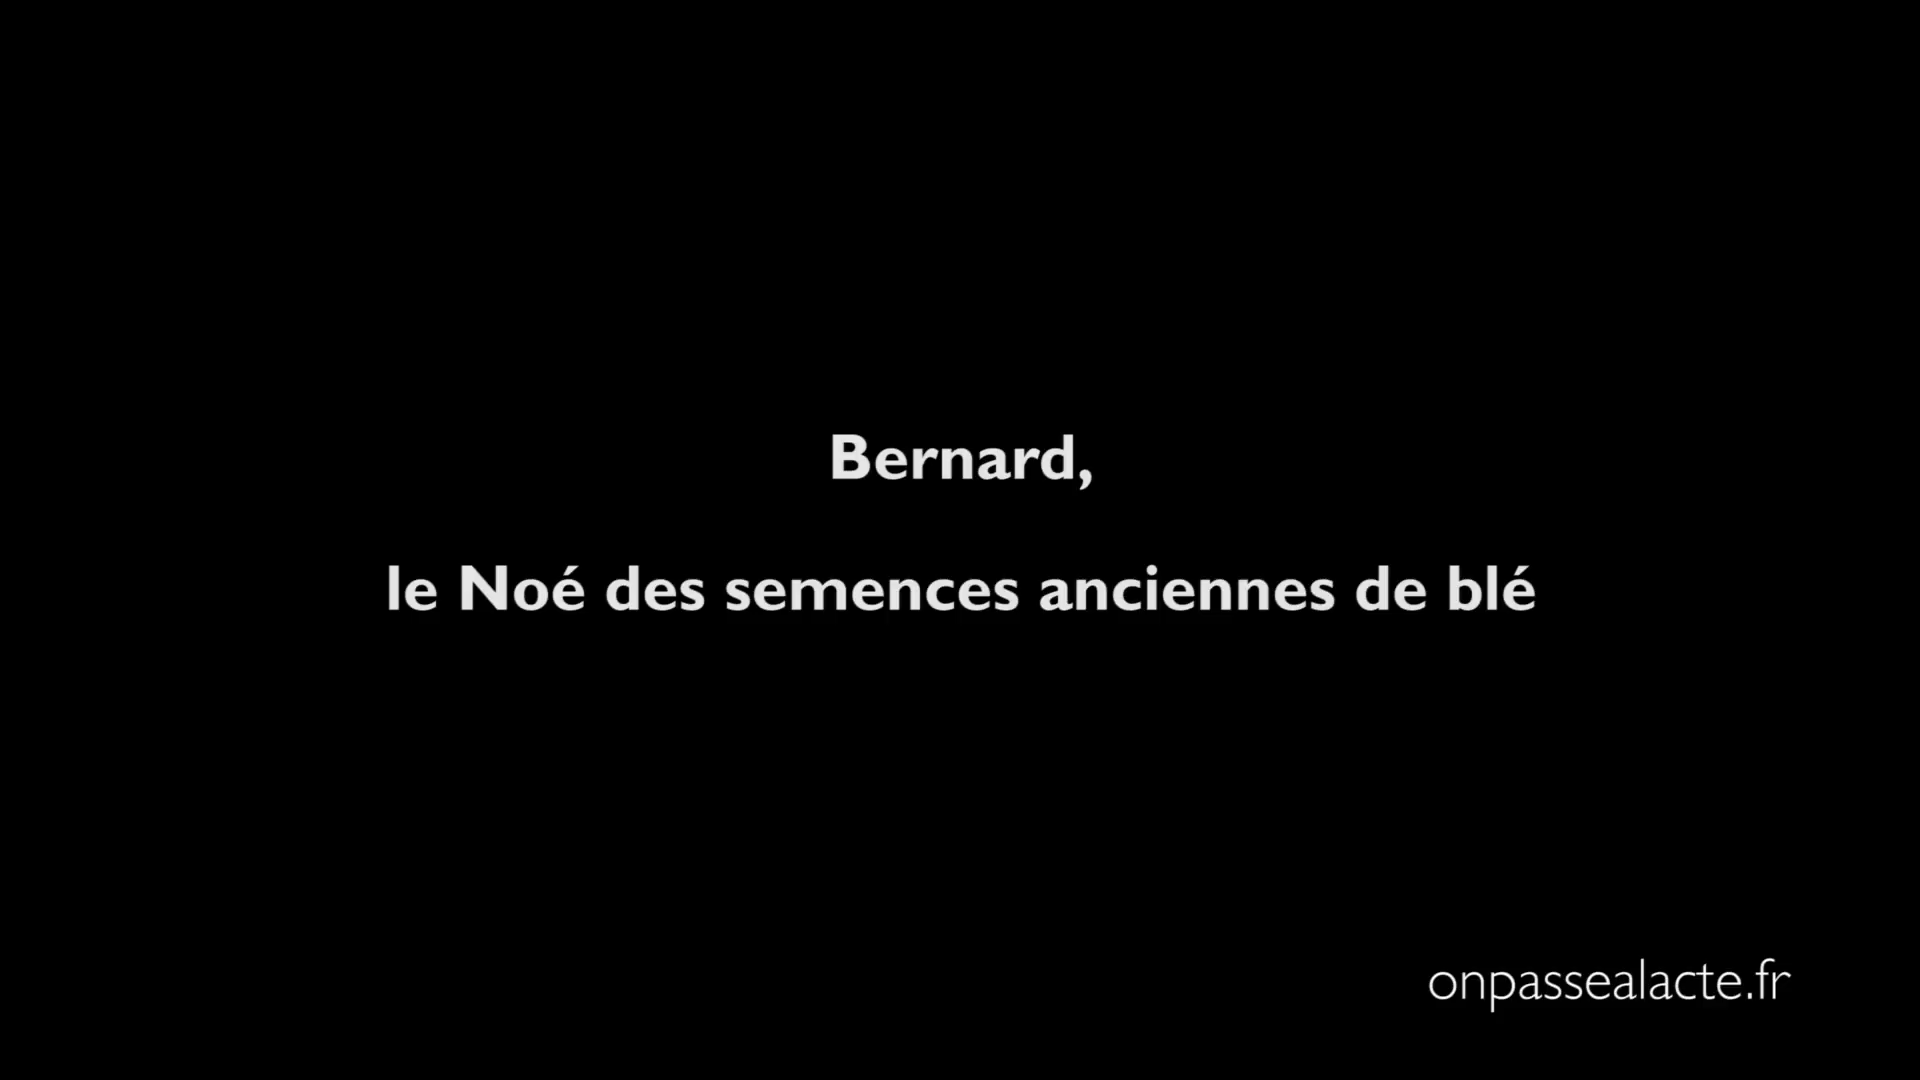 Bernard,
le Noé des semences anciennes de blé
onpassealacte.fr